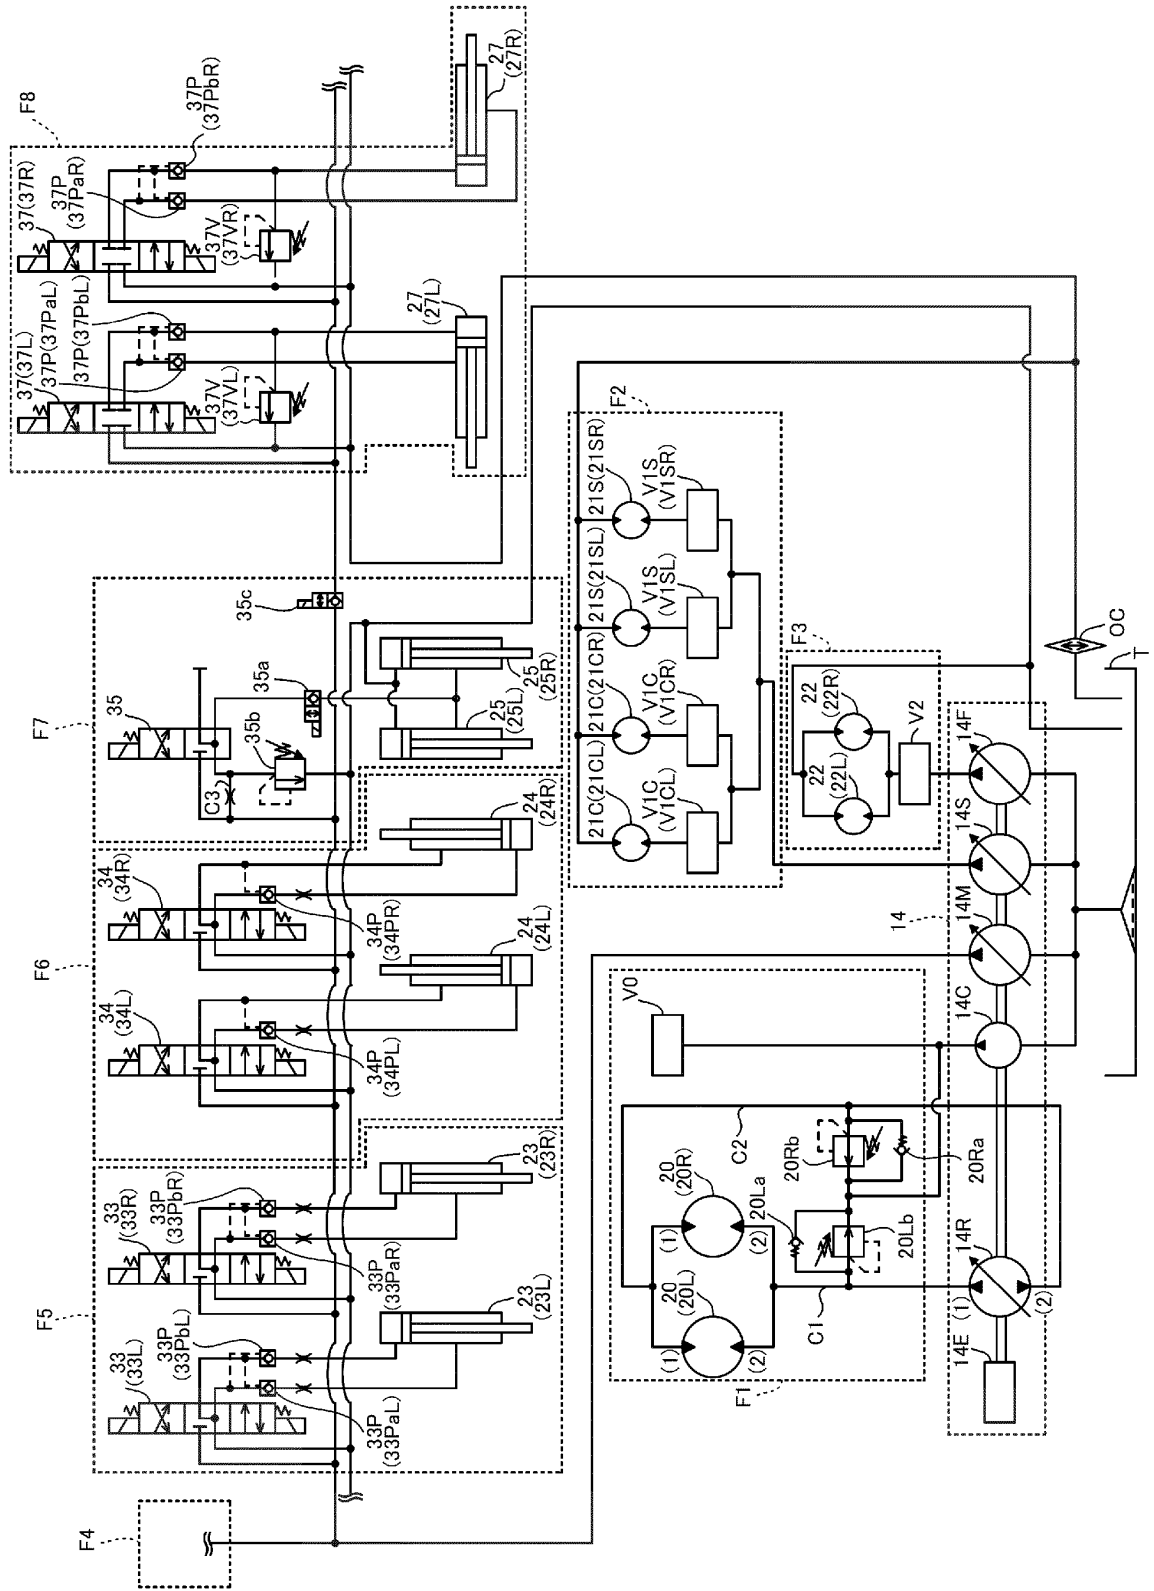 F8
37(37R)
37P
(37PaR)
37P
(37PbR)
37V
(37VR)
27
(27R)
37(37L)
37P(37PaL)
37P(37PbL)
37V
(37VL)
27
(27L)
F7
35
C3
35b
35a
35c
25
(25L)
25
(25R)
F6
34
(34R)
34P
(34PR)
24
(24R)
34
(34L)
34P
(34PL)
24
(24L)
F5
33
(33R)
33P
(33PbR)
33P
(33PaR)
23
(23R)
33
(33L)
33P
(33PbL)
33P
(33PaL)
23
(23L)
F4
F2
21C(21CL)
21C(21CR)
21S(21SL)
21S(21SR)
V1C
(V1CL)
V1C
(V1CR)
V1S
(V1SL)
V1S
(V1SR)
F3
22
(22L)
22
(22R)
V2
OC
T
F1
V0
20
(20L)
20
(20R)
(1)
(2)
(1)
(2)
C1
C2
20La
20Lb
20Rb
20Ra
14
14E
14R
(1)
(2)
14C
14M
14S
14F